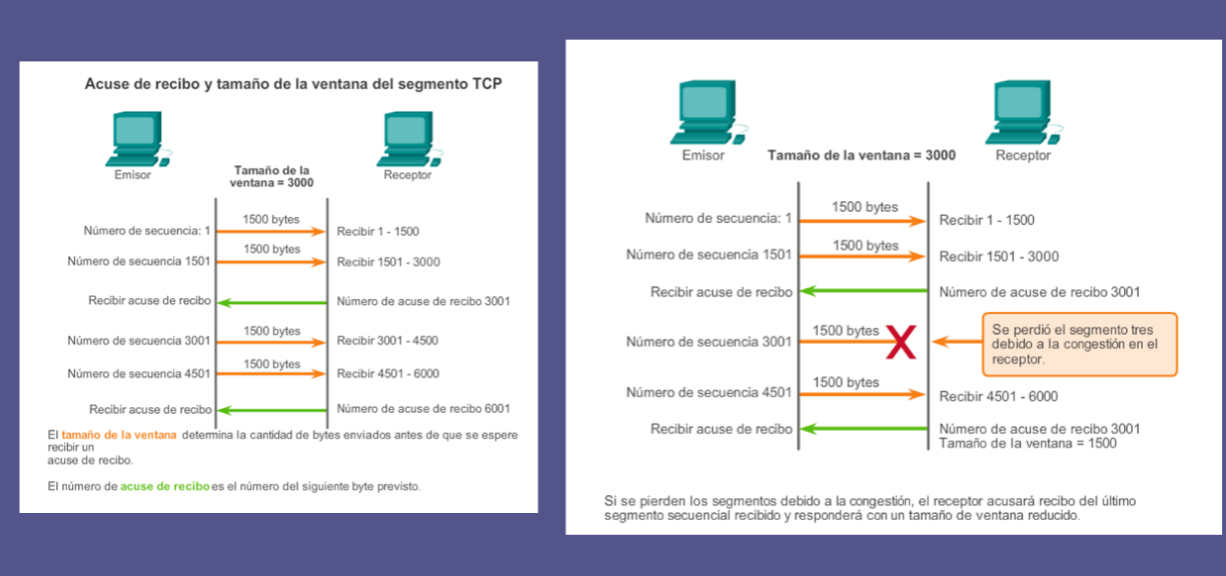 Acuse de recibo y tamaño de la ventana del segmento TCP
Emisor
Tamaño de la
ventana = 3000
Receptor
Número de secuencia: 1
1500 bytes
Recibir 1 - 1500
Número de secuencia 1501
1500 bytes
Recibir 1501 - 3000
Recibir acuse de recibo
Número de acuse de recibo 3001
Número de secuencia 3001
1500 bytes
Recibir 3001 - 4500
Número de secuencia 4501
1500 bytes
Recibir 4501 - 6000
Recibir acuse de recibo
Número de acuse de recibo 6001
El tamaño de la ventana determina la cantidad de bytes enviados antes de que se espere
recibir un
acuse de recibo.
El número de acuse de recibo es el número del siguiente byte previsto.
Emisor
Tamaño de la ventana = 3000
Receptor
Número de secuencia: 1
1500 bytes
Recibir 1 - 1500
Número de secuencia 1501
1500 bytes
Recibir 1501 - 3000
Recibir acuse de recibo
Número de acuse de recibo 3001
Número de secuencia 3001
1500 bytes
Se perdió el segmento tres
debido a la congestión en el
receptor.
Número de secuencia 4501
1500 bytes
Recibir 4501 - 6000
Recibir acuse de recibo
Número de acuse de recibo 3001
Tamaño de la ventana = 1500
Si se pierden los segmentos debido a la congestión, el receptor acusará recibo del último
segmento secuencial recibido y responderá con un tamaño de ventana reducido.